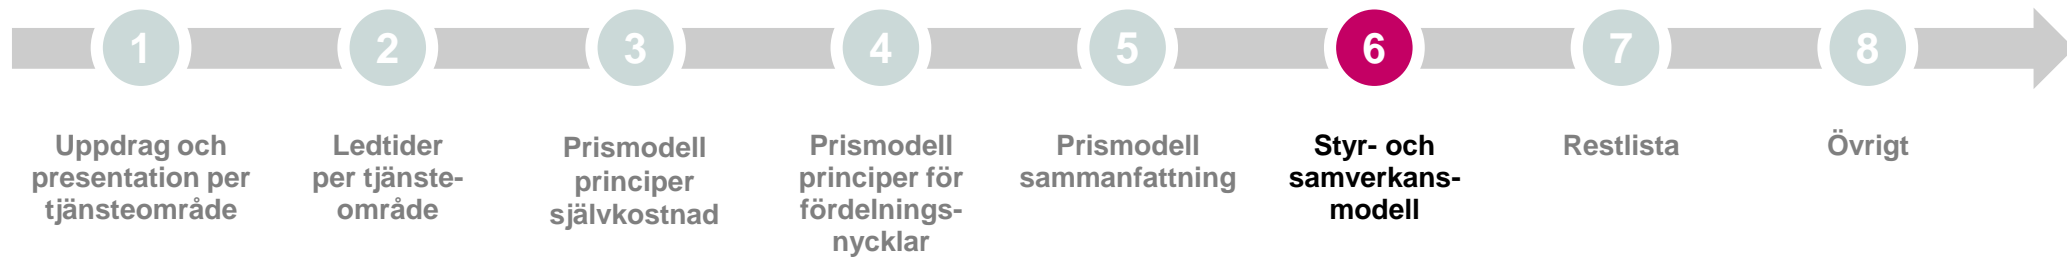 1
2
3
4
5
6
7
8
Uppdrag och
presentation per
tjänsteområde
Ledtider
per tjänste-
område
Prismodell
principer
självkostnad
Prismodell
principer för
fördelnings-
nycklar
Prismodell
sammanfattning
Styr- och
samverkans-
modell
Restlista
Övrigt